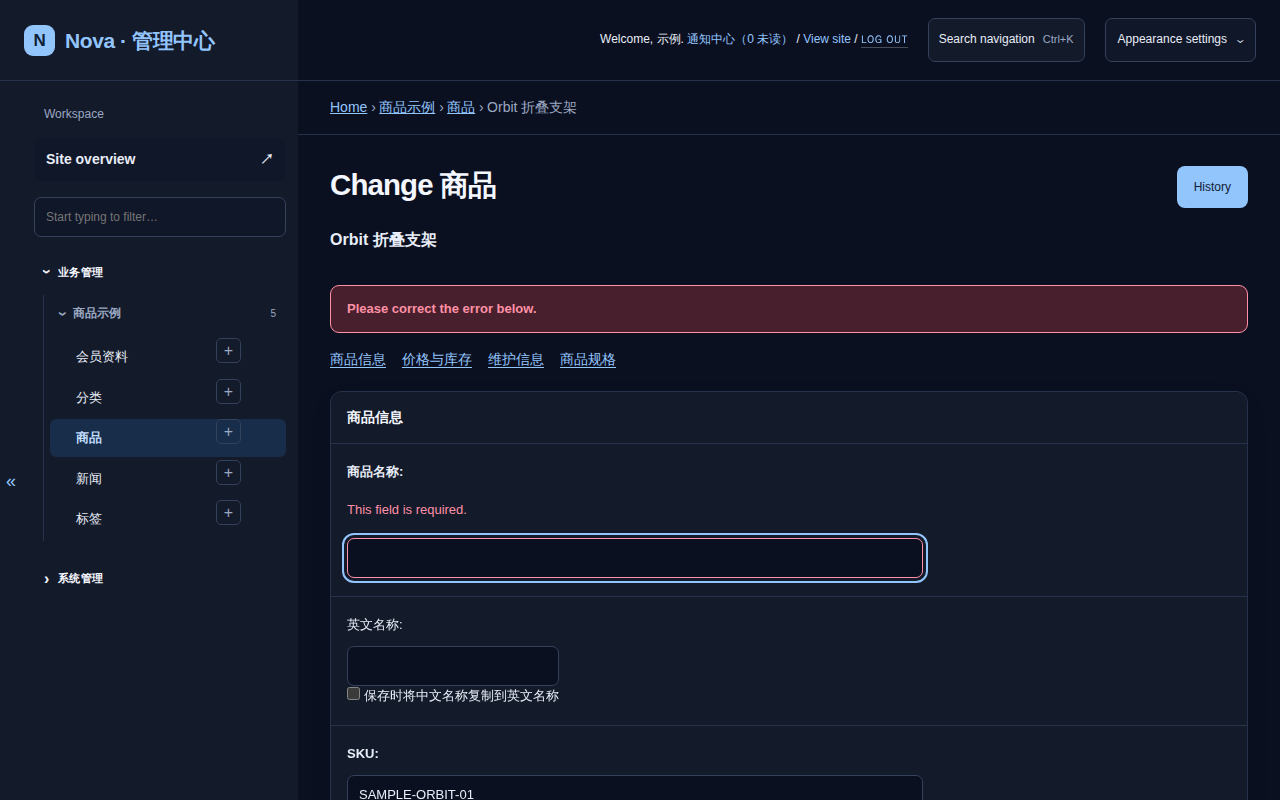 N Nova · 管理中心
Welcome, 示例. 通知中心（0 未读） / View site / LOG OUT
Search navigation Ctrl+K
Appearance settings
Workspace
Site overview ↗
Start typing to filter…
业务管理
商品示例 5
会员资料 +
分类 +
商品 +
新闻 +
标签 +
系统管理
«
Home › 商品示例 › 商品 › Orbit 折叠支架
Change 商品
History
Orbit 折叠支架
Please correct the error below.
商品信息 价格与库存 维护信息 商品规格
商品信息
商品名称:
This field is required.
英文名称:
保存时将中文名称复制到英文名称
SKU:
SAMPLE-ORBIT-01